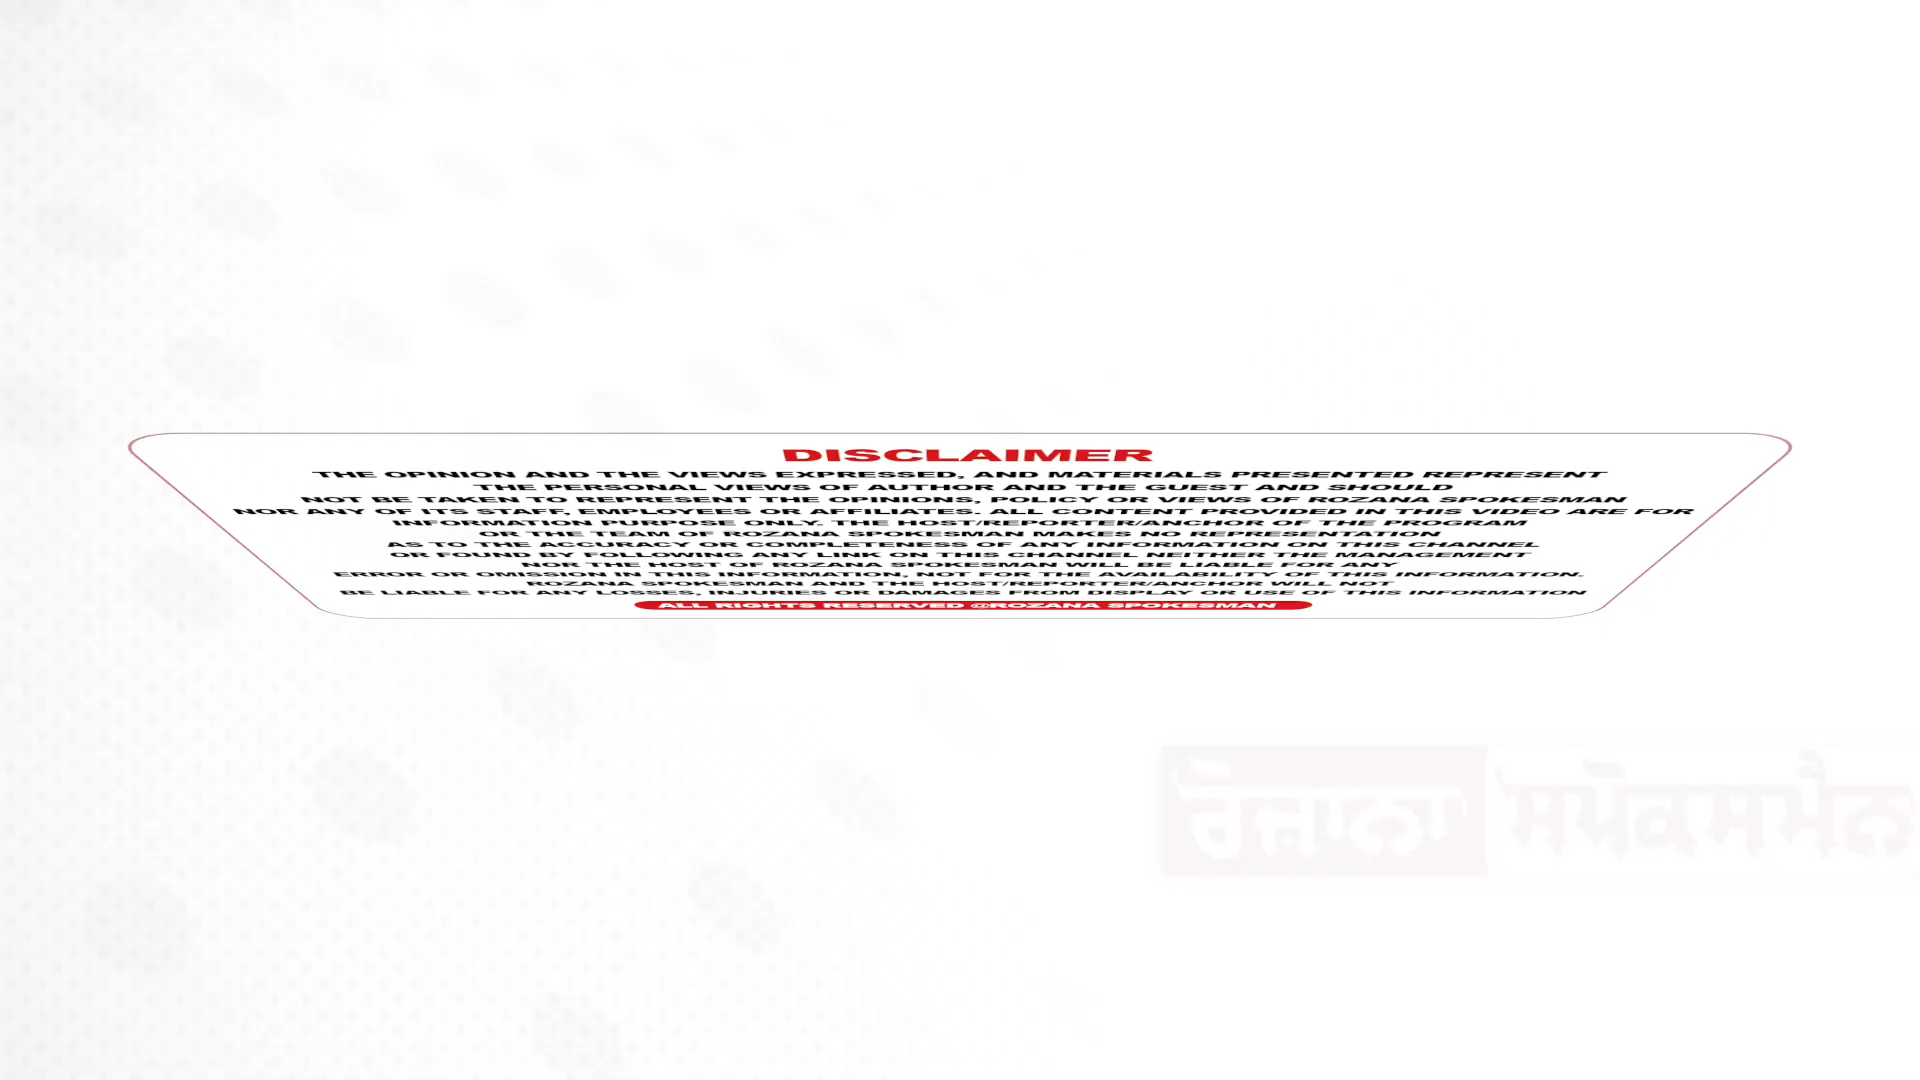 DISCLAIMER
THE OPINION AND THE VIEWS EXPRESSED, AND MATERIALS PRESENTED REPRESENT
THE PERSONAL VIEWS OF AUTHOR AND THE GUEST AND SHOULD
NOT BE TAKEN TO REPRESENT THE OPINIONS, POLICY OR VIEWS OF ROZANA SPOKESMAN
NOR ANY OF ITS STAFF, EMPLOYEES OR AFFILIATES. ALL CONTENT PROVIDED IN THIS VIDEO ARE FOR
INFORMATION PURPOSE ONLY. THE HOST/REPORTER/ANCHOR OF THE PROGRAM
OR THE TEAM OF ROZANA SPOKESMAN MAKES NO REPRESENTATION
AS TO THE ACCURACY OR COMPLETENESS OF ANY INFORMATION ON THIS CHANNEL
OR FOUND BY FOLLOWING ANY LINK ON THIS CHANNEL NEITHER THE MANAGEMENT
NOR THE HOST OF ROZANA SPOKESMAN WILL BE LIABLE FOR ANY
ERROR OR OMISSION IN THIS INFORMATION, NOT FOR THE AVAILABILITY OF THIS INFORMATION.
ROZANA SPOKESMAN AND THE HOST/REPORTER/ANCHOR WILL NOT
BE LIABLE FOR ANY LOSSES, INJURIES OR DAMAGES FROM DISPLAY OR USE OF THIS INFORMATION
ALL RIGHTS RESERVED @ROZANA SPOKESMAN
ਰੋਜ਼ਾਨਾ ਸਪੋਕਸਮੈਨ